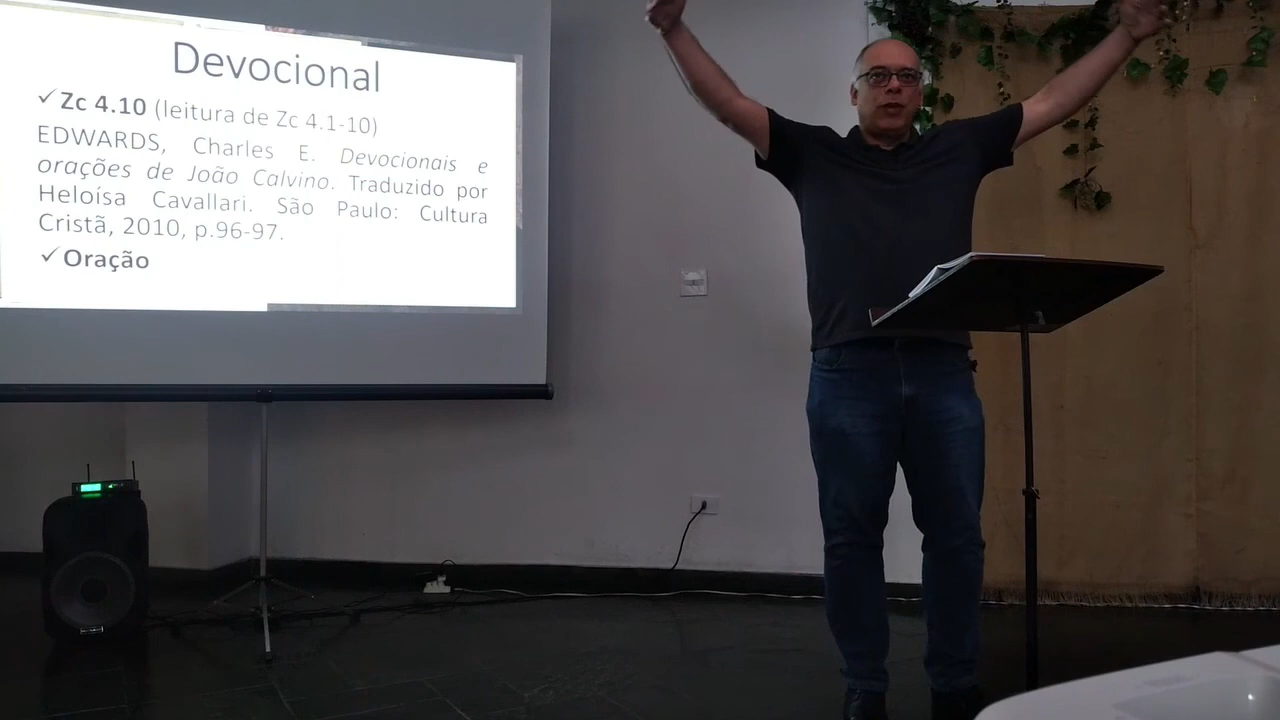 Devocional
✓Zc 4.10 (leitura de Zc 4.1-10)
EDWARDS, Charles E. Devocionais e
orações de João Calvino. Traduzido por
Heloísa Cavallari. São Paulo: Cultura
Cristã, 2010, p.96-97.
✓Oração